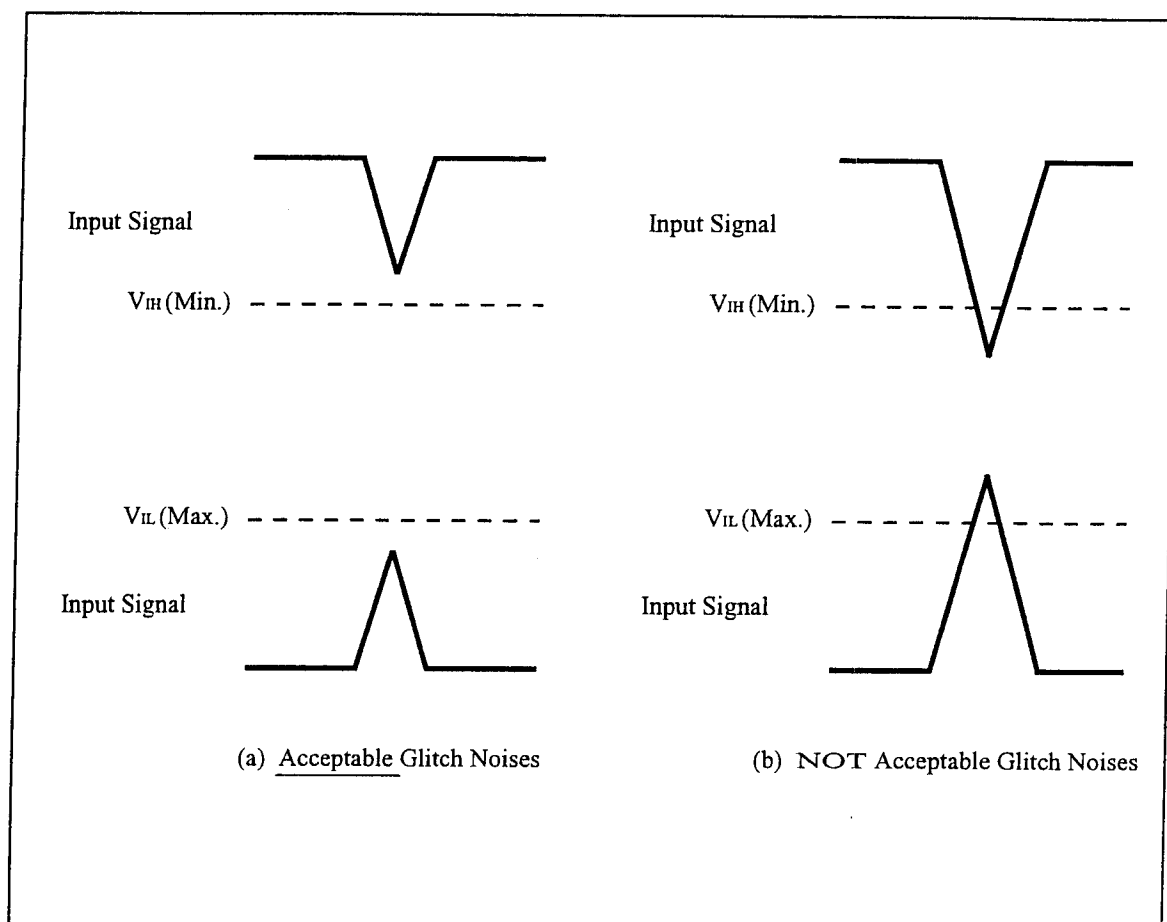 Input Signal
VIH (Min.)
VIL (Max.)
Input Signal
(a) Acceptable Glitch Noises
Input Signal
VIH (Min.)
VIL (Max.)
Input Signal
(b) NOT Acceptable Glitch Noises